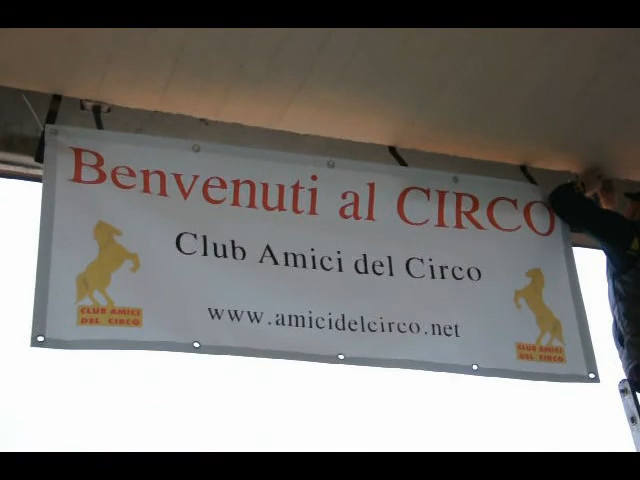 Benvenuti al CIRCO
Club Amici del Circo
www.amicidelcirco.net
CLUB AMICI
DEL CIRCO
CLUB AMICI
DEL CIRCO